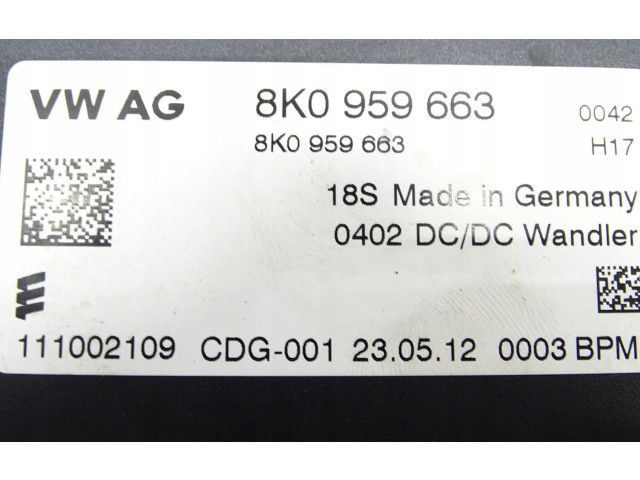 VW AG 8K0 959 663 0042
8K0 959 663 H17
18S Made in Germany
0402 DC/DC Wandler
111002109 CDG-001 23.05.12 0003 BPM